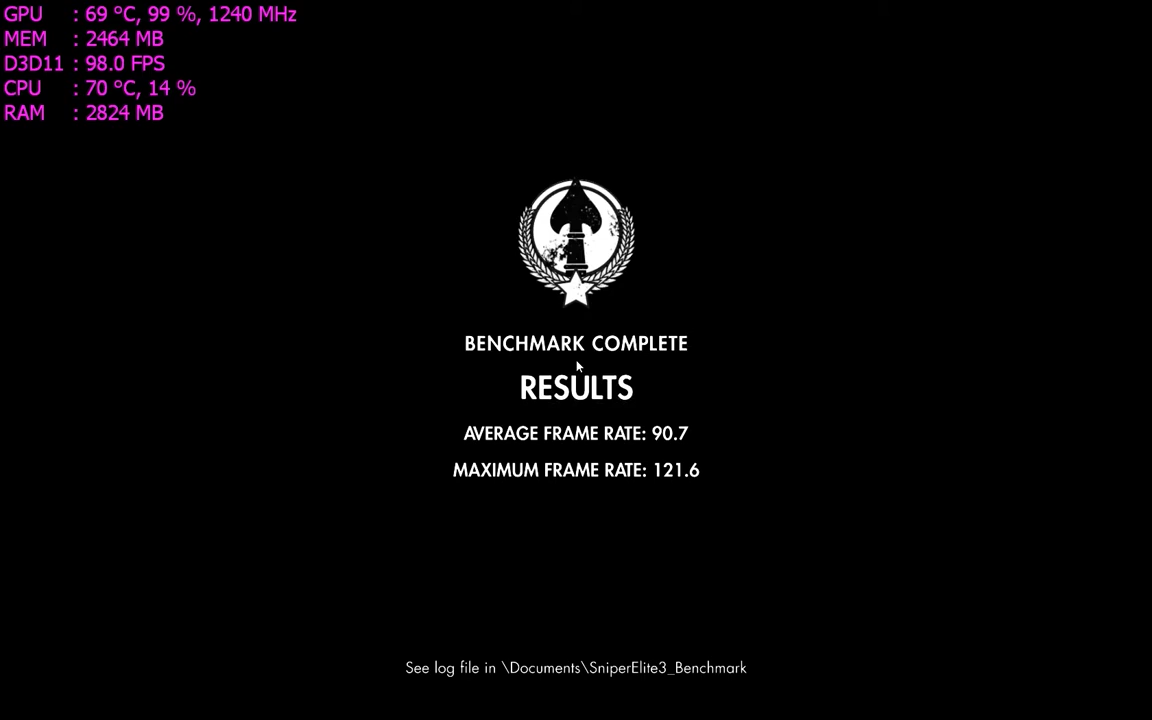 GPU : 69 °C, 99 %, 1240 MHz
MEM : 2464 MB
D3D11 : 98.0 FPS
CPU : 70 °C, 14 %
RAM : 2824 MB
BENCHMARK COMPLETE
RESULTS
AVERAGE FRAME RATE: 90.7
MAXIMUM FRAME RATE: 121.6
See log file in \Documents\SniperElite3_Benchmark